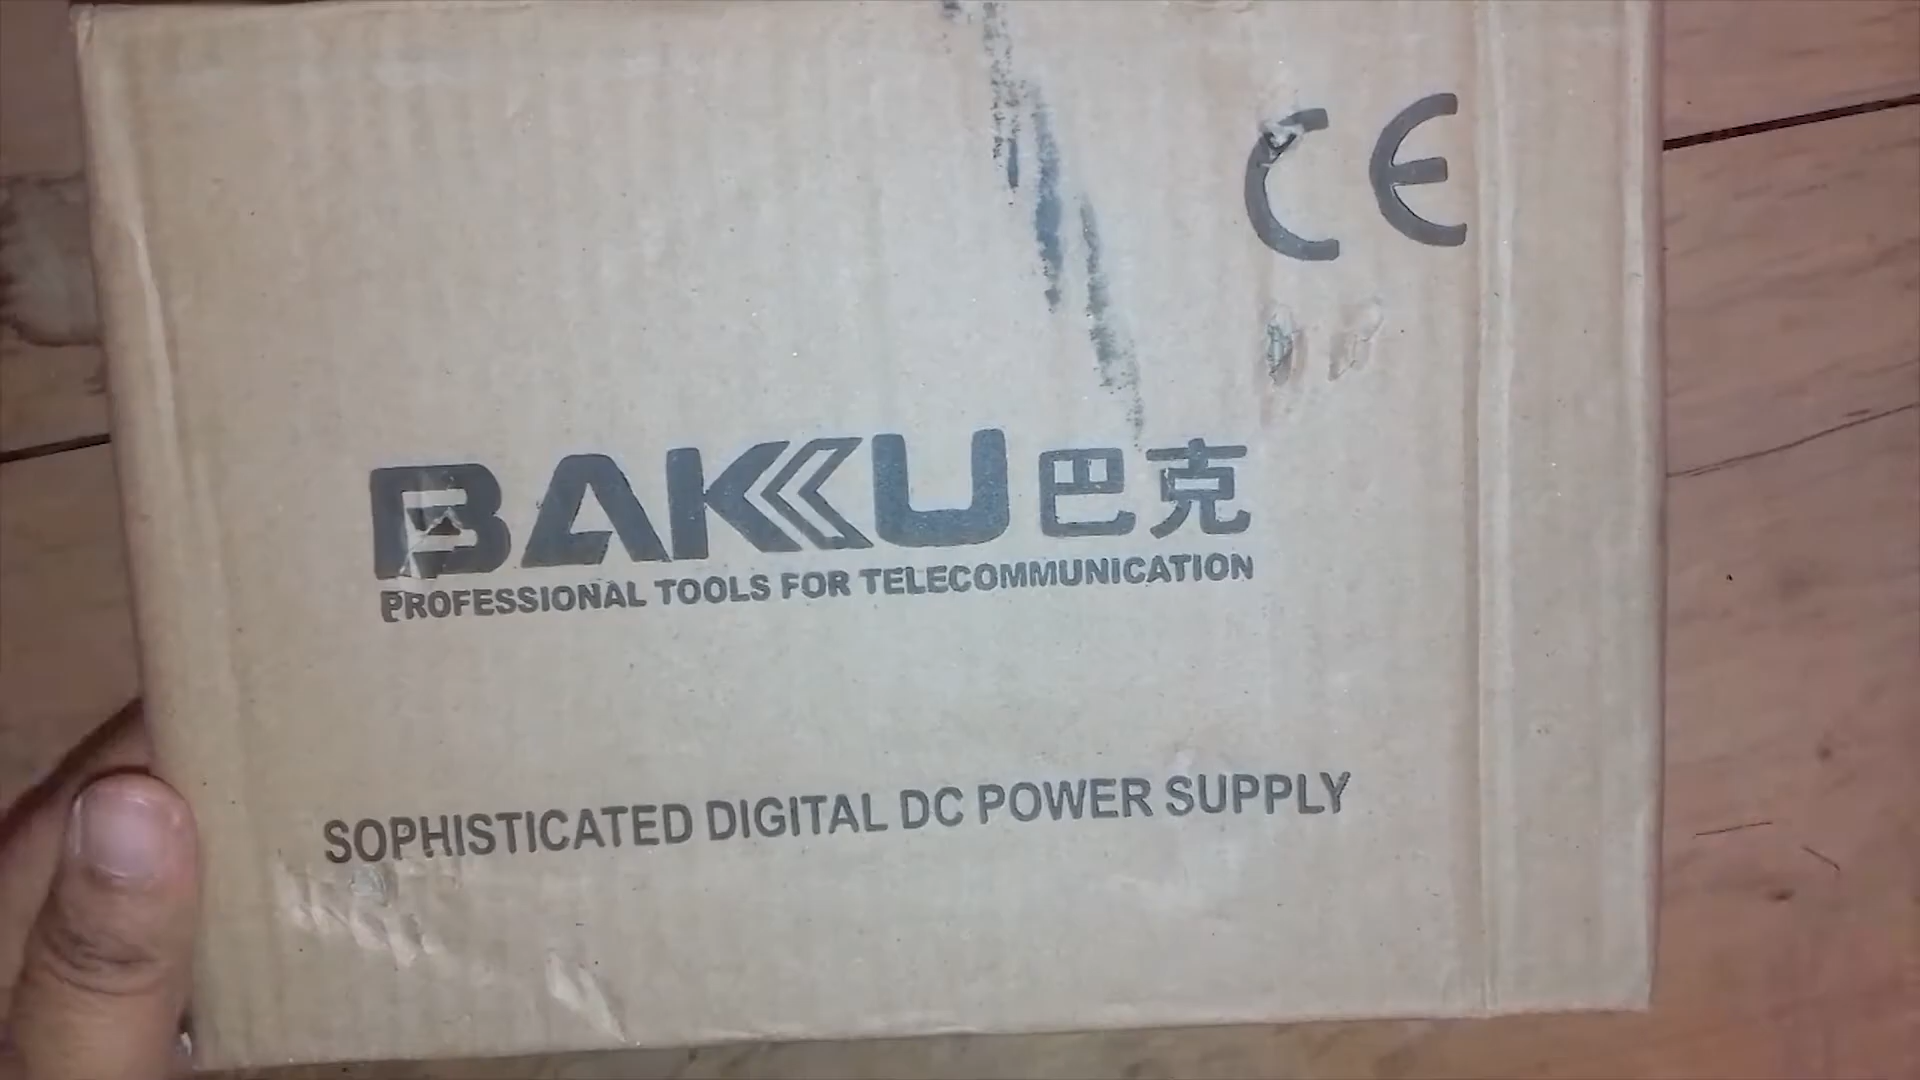 CE
BAKU 巴克
PROFESSIONAL TOOLS FOR TELECOMMUNICATION
SOPHISTICATED DIGITAL DC POWER SUPPLY